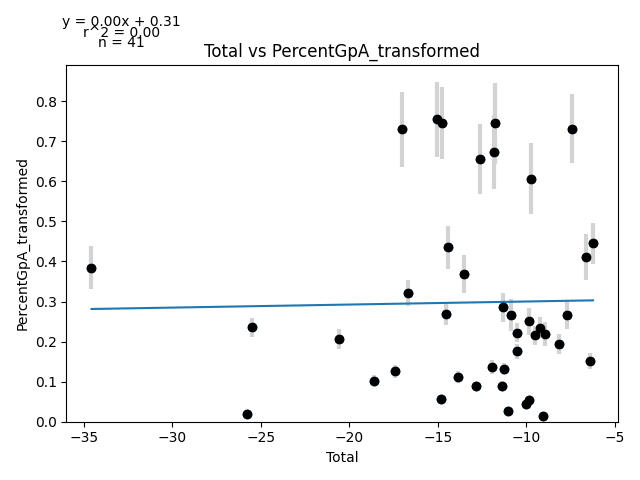 y = 0.00x + 0.31
r^2 = 0.00
n = 41
Total vs PercentGpA_transformed
PercentGpA_transformed
0.8
0.7
0.6
0.5
0.4
0.3
0.2
0.1
0.0
−35 −30 −25 −20 −15 −10 −5
Total